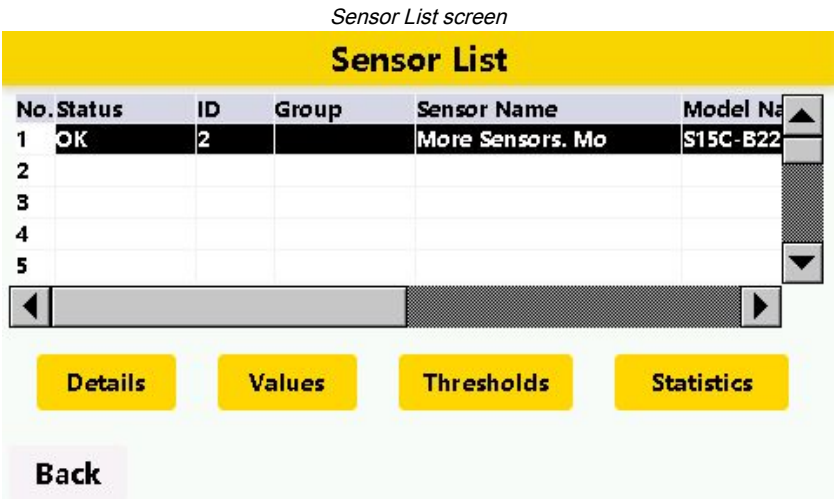 Sensor List screen
Sensor List
No. Status ID Group Sensor Name Model Na
1 OK 2 More Sensors. Mo S15C-B22
2
3
4
5
Details Values Thresholds Statistics
Back